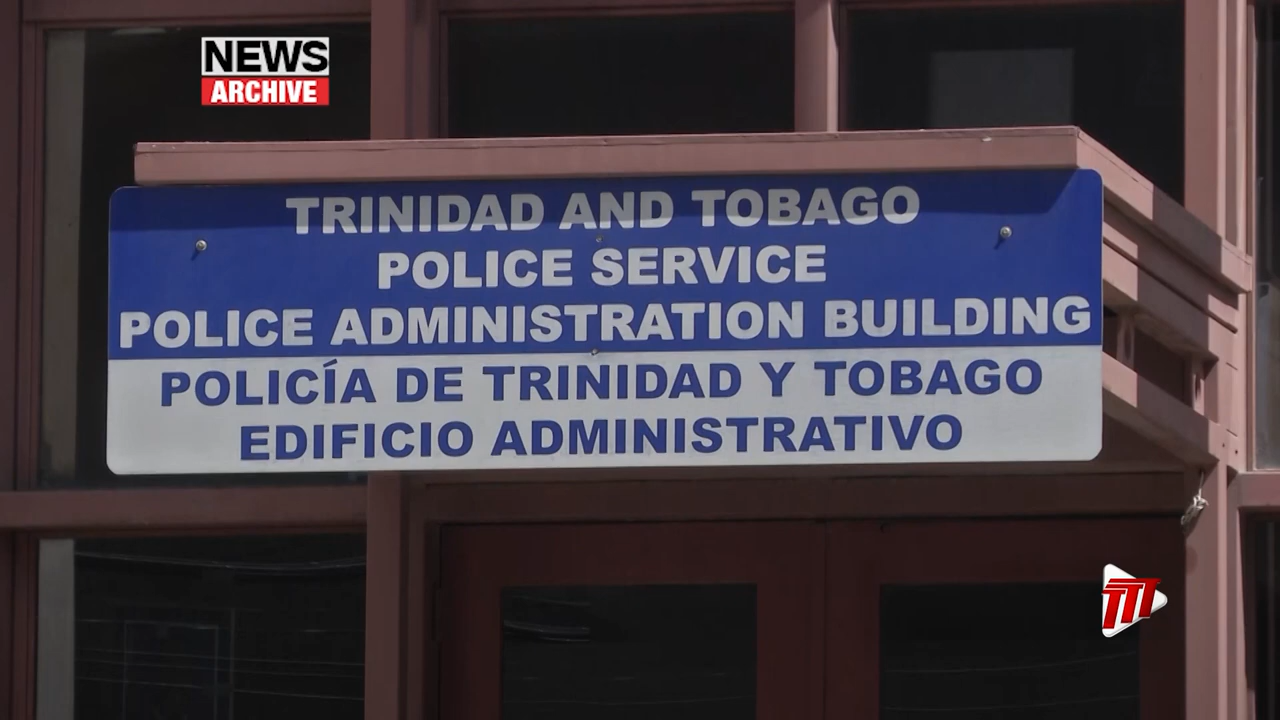 NEWS
ARCHIVE
TRINIDAD AND TOBAGO
POLICE SERVICE
POLICE ADMINISTRATION BUILDING
POLICÍA DE TRINIDAD Y TOBAGO
EDIFICIO ADMINISTRATIVO
TTT